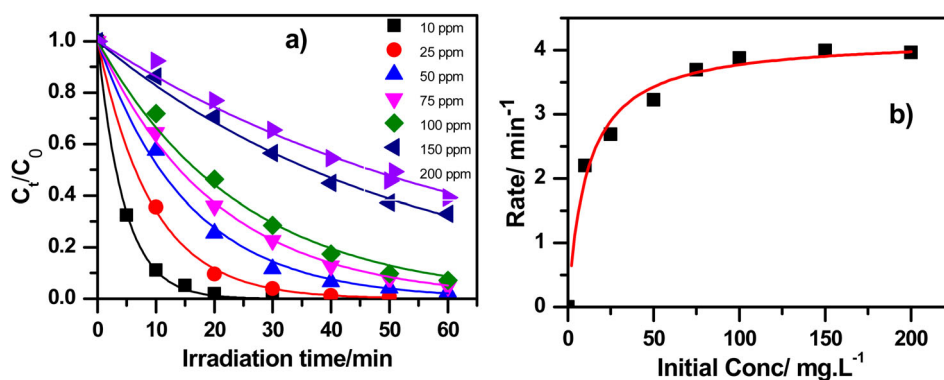 a)
10 ppm
25 ppm
50 ppm
75 ppm
100 ppm
150 ppm
200 ppm
1.0
0.8
0.6
0.4
0.2
0.0
C_t/C_0
0 10 20 30 40 50 60
Irradiation time/min
b)
4
3
2
1
0
Rate/ min⁻¹
0 50 100 150 200
Initial Conc/ mg.L⁻¹